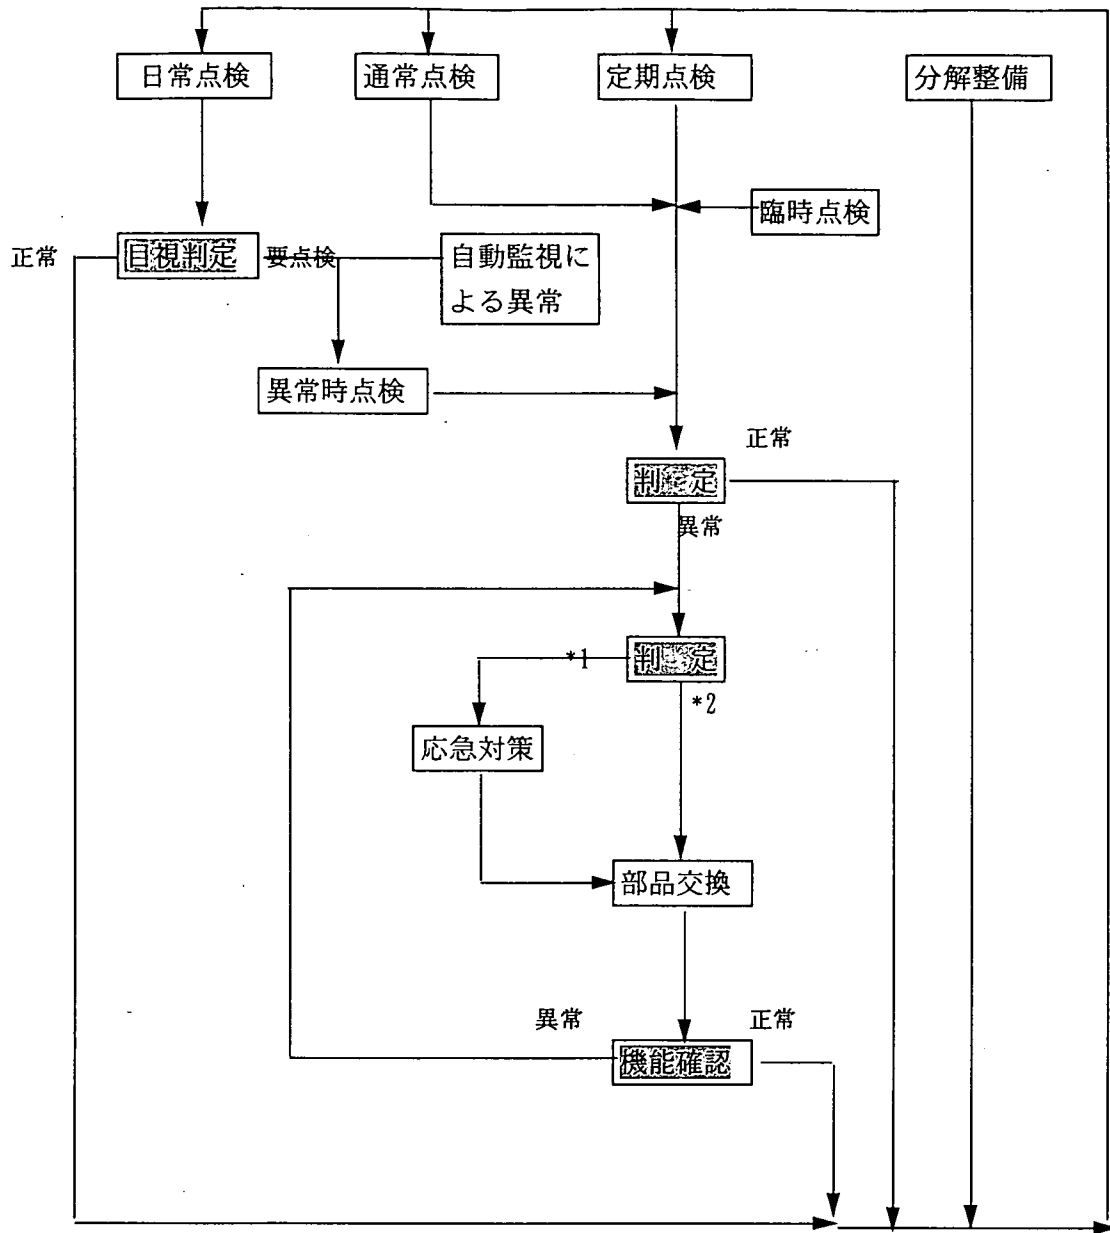 日常点検
通常点検
定期点検
分解整備
臨時点検
正常
目視判定
要点検
自動監視に
よる異常
異常時点検
正常
判定
異常
*1
判定
*2
応急対策
部品交換
異常
正常
機能確認